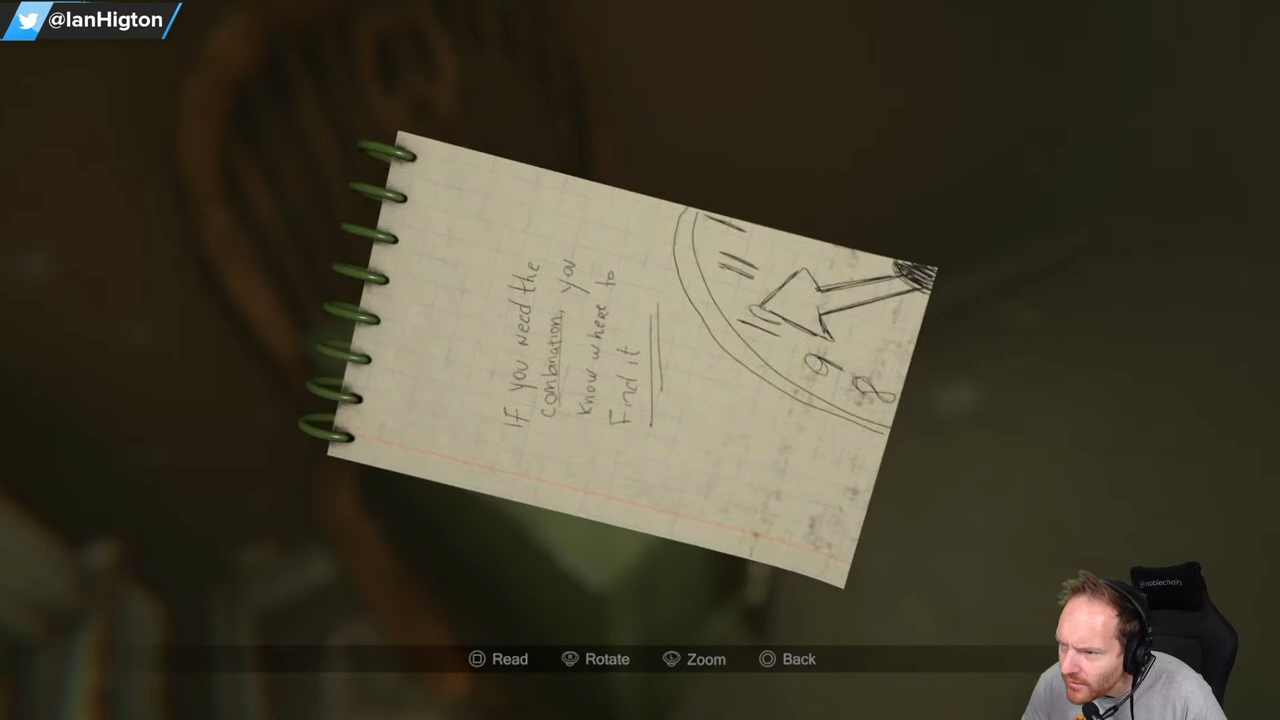 @IanHigton
IF you need the
combination, you
know where to
Find it
11
10
9
8
noblechairs
Read
Rotate
Zoom
Back